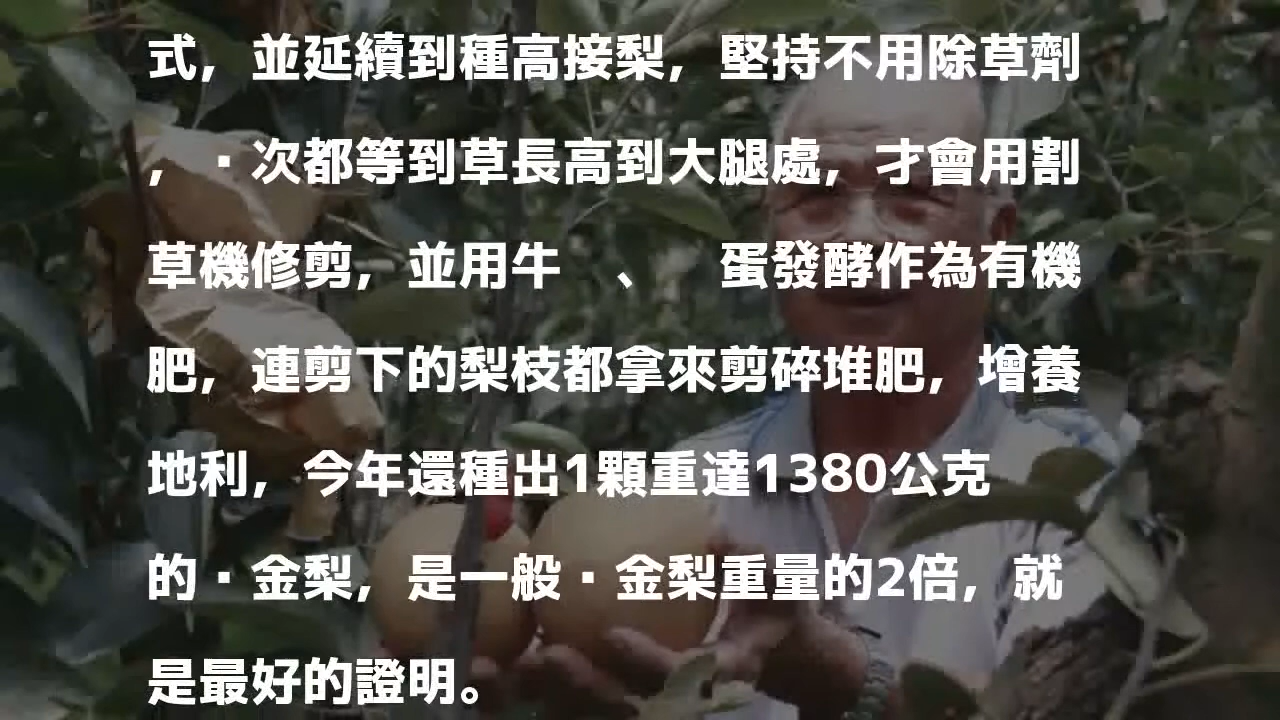 式，並延續到種高接梨，堅持不用除草劑
，▪次都等到草長高到大腿處，才會用割
草機修剪，並用牛　、　蛋發酵作為有機
肥，連剪下的梨枝都拿來剪碎堆肥，增養
地利，今年還種出1顆重達1380公克
的▪金梨，是一般▪金梨重量的2倍，就
是最好的證明。